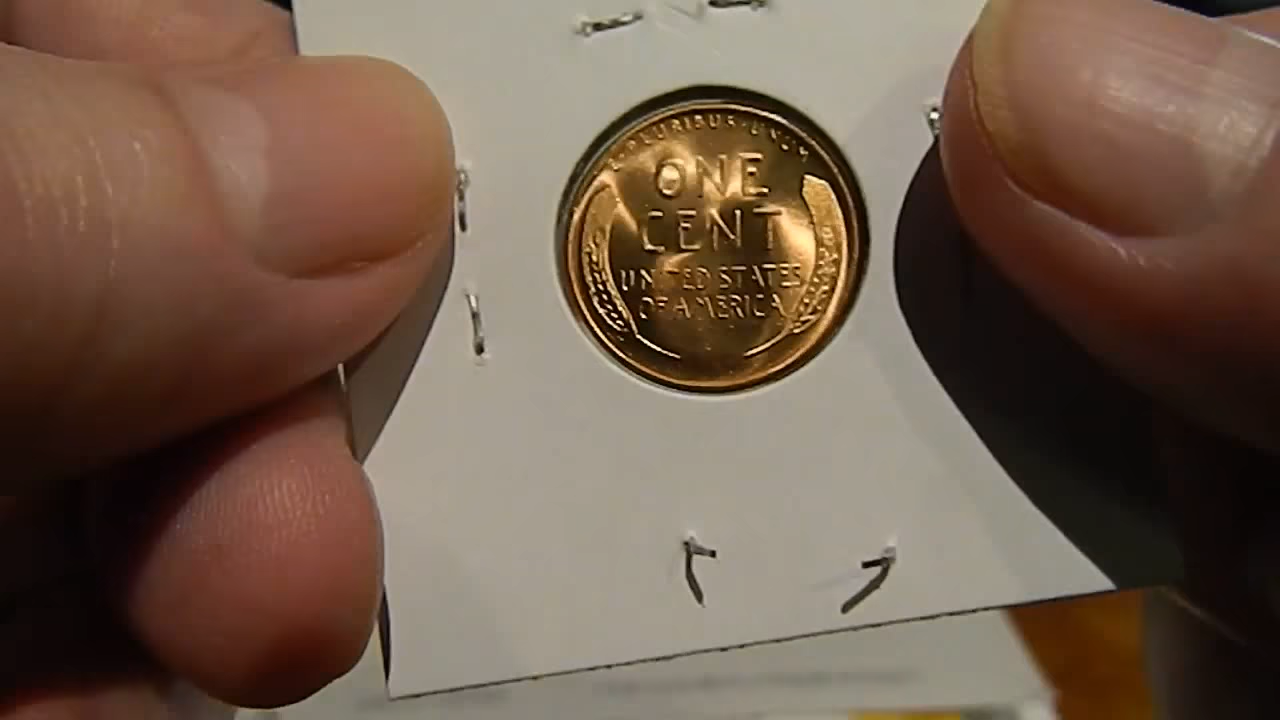 E·PLURIBUS·UNUM
ONE
CENT
UNITED STATES
OF AMERICA